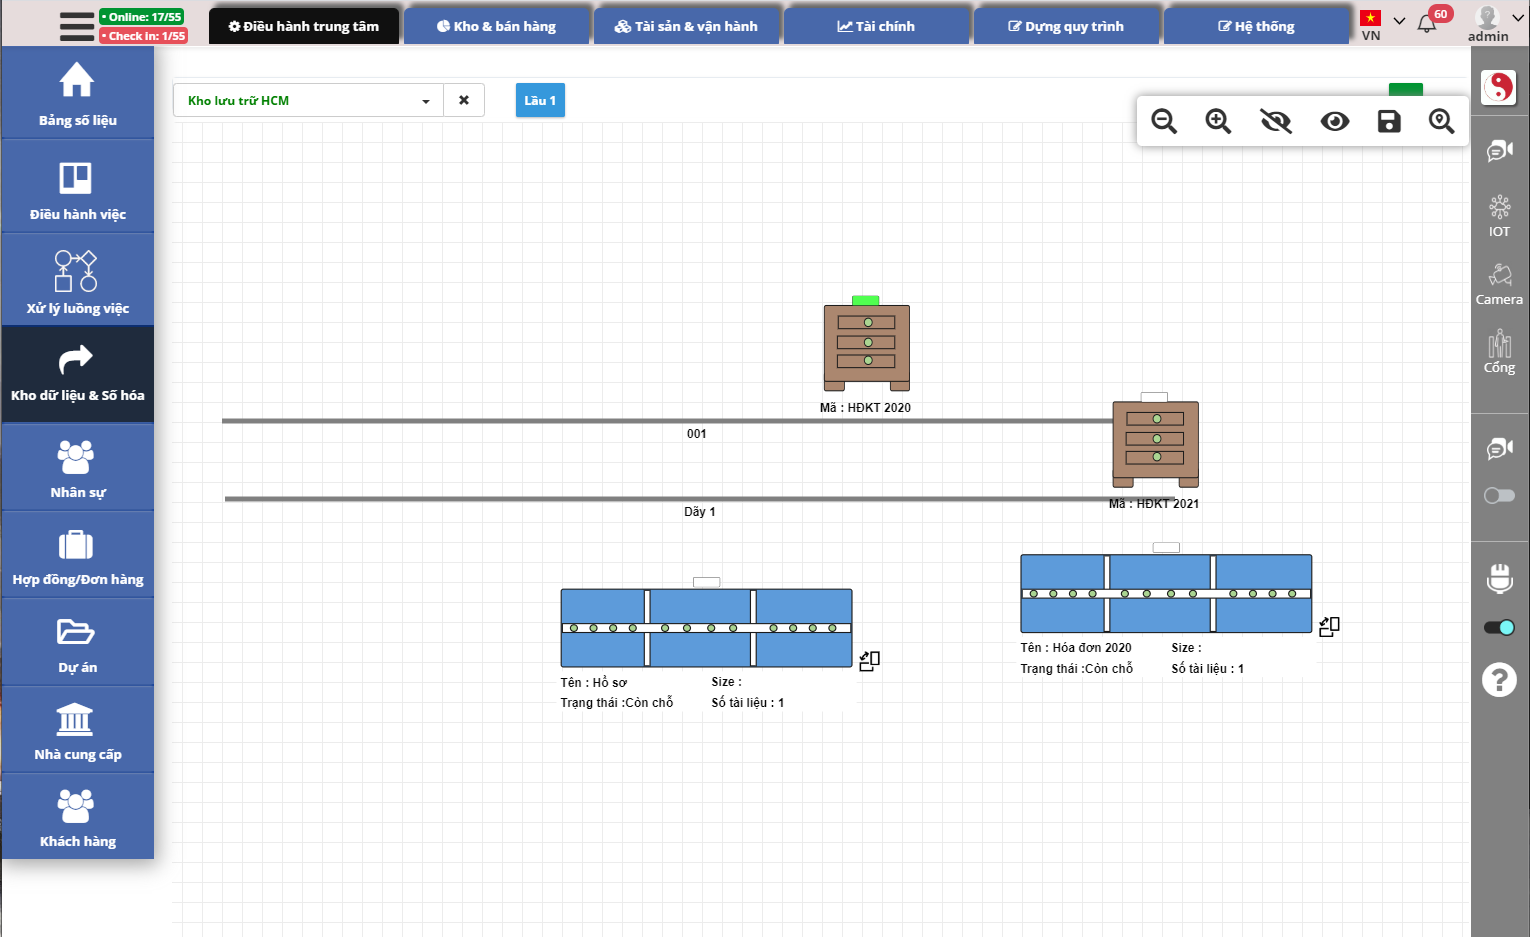 • Online: 17/55
• Check in: 1/55
Điều hành trung tâm
Kho & bán hàng
Tài sản & vận hành
Tài chính
Dựng quy trình
Hệ thống
VN
60
admin
Bảng số liệu
Điều hành việc
Xử lý luồng việc
Kho dữ liệu & Số hóa
Nhân sự
Hợp đồng/Đơn hàng
Dự án
Nhà cung cấp
Khách hàng
Kho lưu trữ HCM
Lầu 1
Mã : HĐKT 2020
001
Mã : HĐKT 2021
Dãy 1
Tên : Hóa đơn 2020 Size :
Trạng thái :Còn chỗ Số tài liệu : 1
Tên : Hồ sơ Size :
Trạng thái :Còn chỗ Số tài liệu : 1
IOT
Camera
Cổng